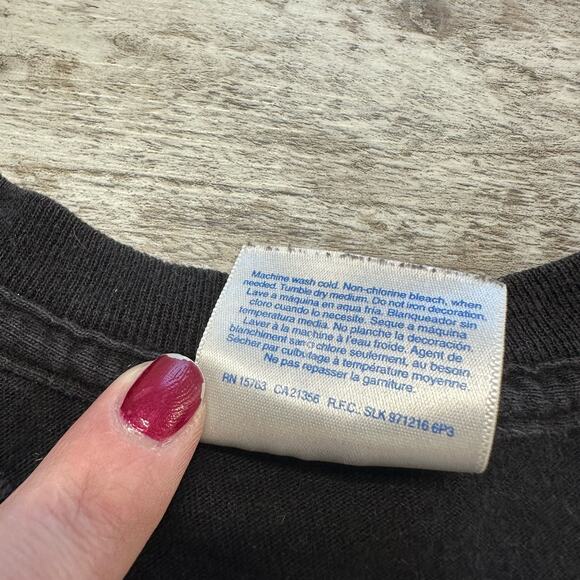 Machine wash cold. Non-chlorine bleach, when
needed. Tumble dry medium. Do not iron decoration.
Lave a máquina en aqua fría. Blanqueador sin
cloro cuando lo necesite. Seque a máquina
temperatura media. No planche la decoración.
Laver à la machine à l'eau froide. Agent de
blanchiment sans chlore seulement, au besoin.
Sécher par culbutage à température moyenne.
Ne pas repasser la garniture.
RN 15763 CA 21356 R.F.C.: SLK 971216 6P3